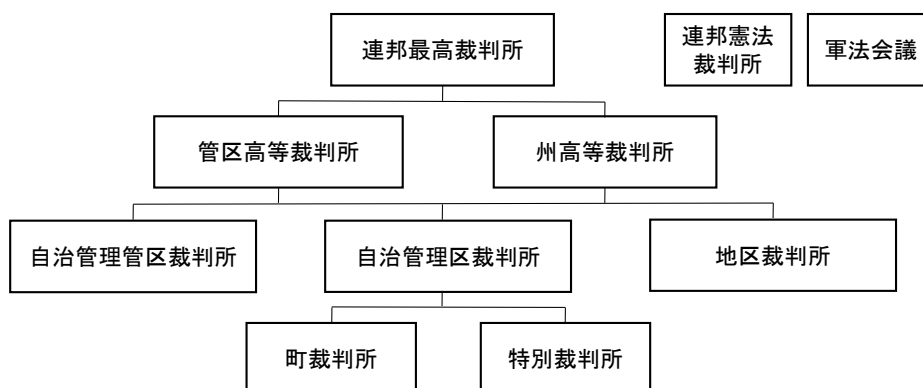 連邦最高裁判所
連邦憲法
裁判所
軍法会議
管区高等裁判所
州高等裁判所
自治管理管区裁判所
自治管理区裁判所
地区裁判所
町裁判所
特別裁判所